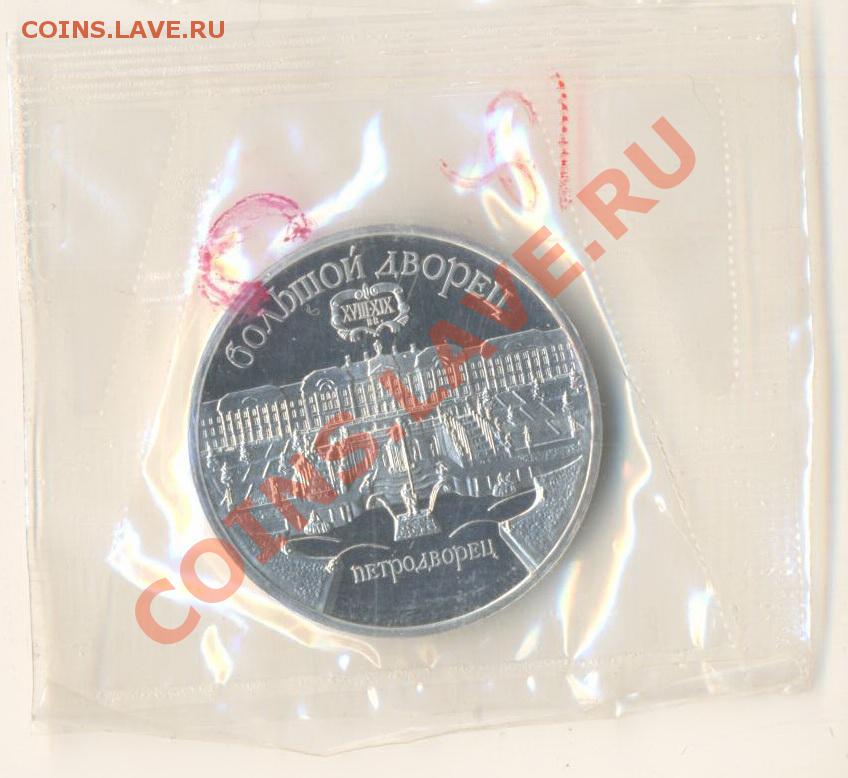 COINS.LAVE.RU
COINS.LAVE.RU
БОЛЬШОЙ ДВОРЕЦ
XVIII-XIX
ВВ.
ПЕТРОДВОРЕЦ